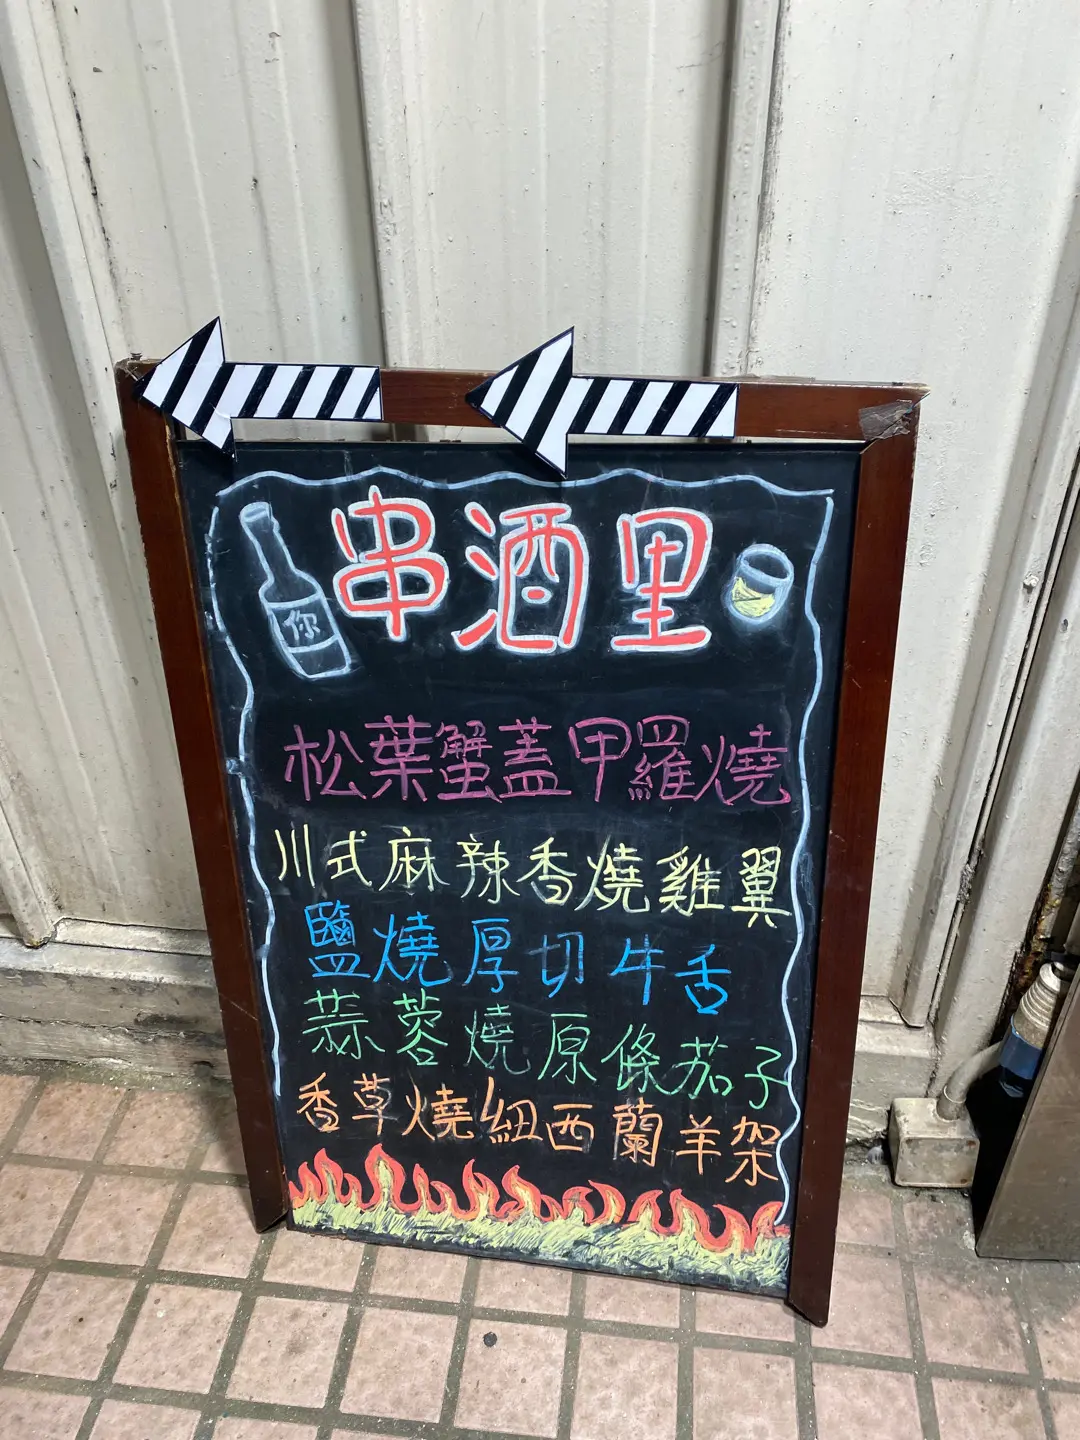 串酒里
你
松葉蟹蓋甲羅燒
川式麻辣香燒雞翼
鹽燒厚切牛舌
蒜蓉燒原條茄子
香草燒紐西蘭羊架